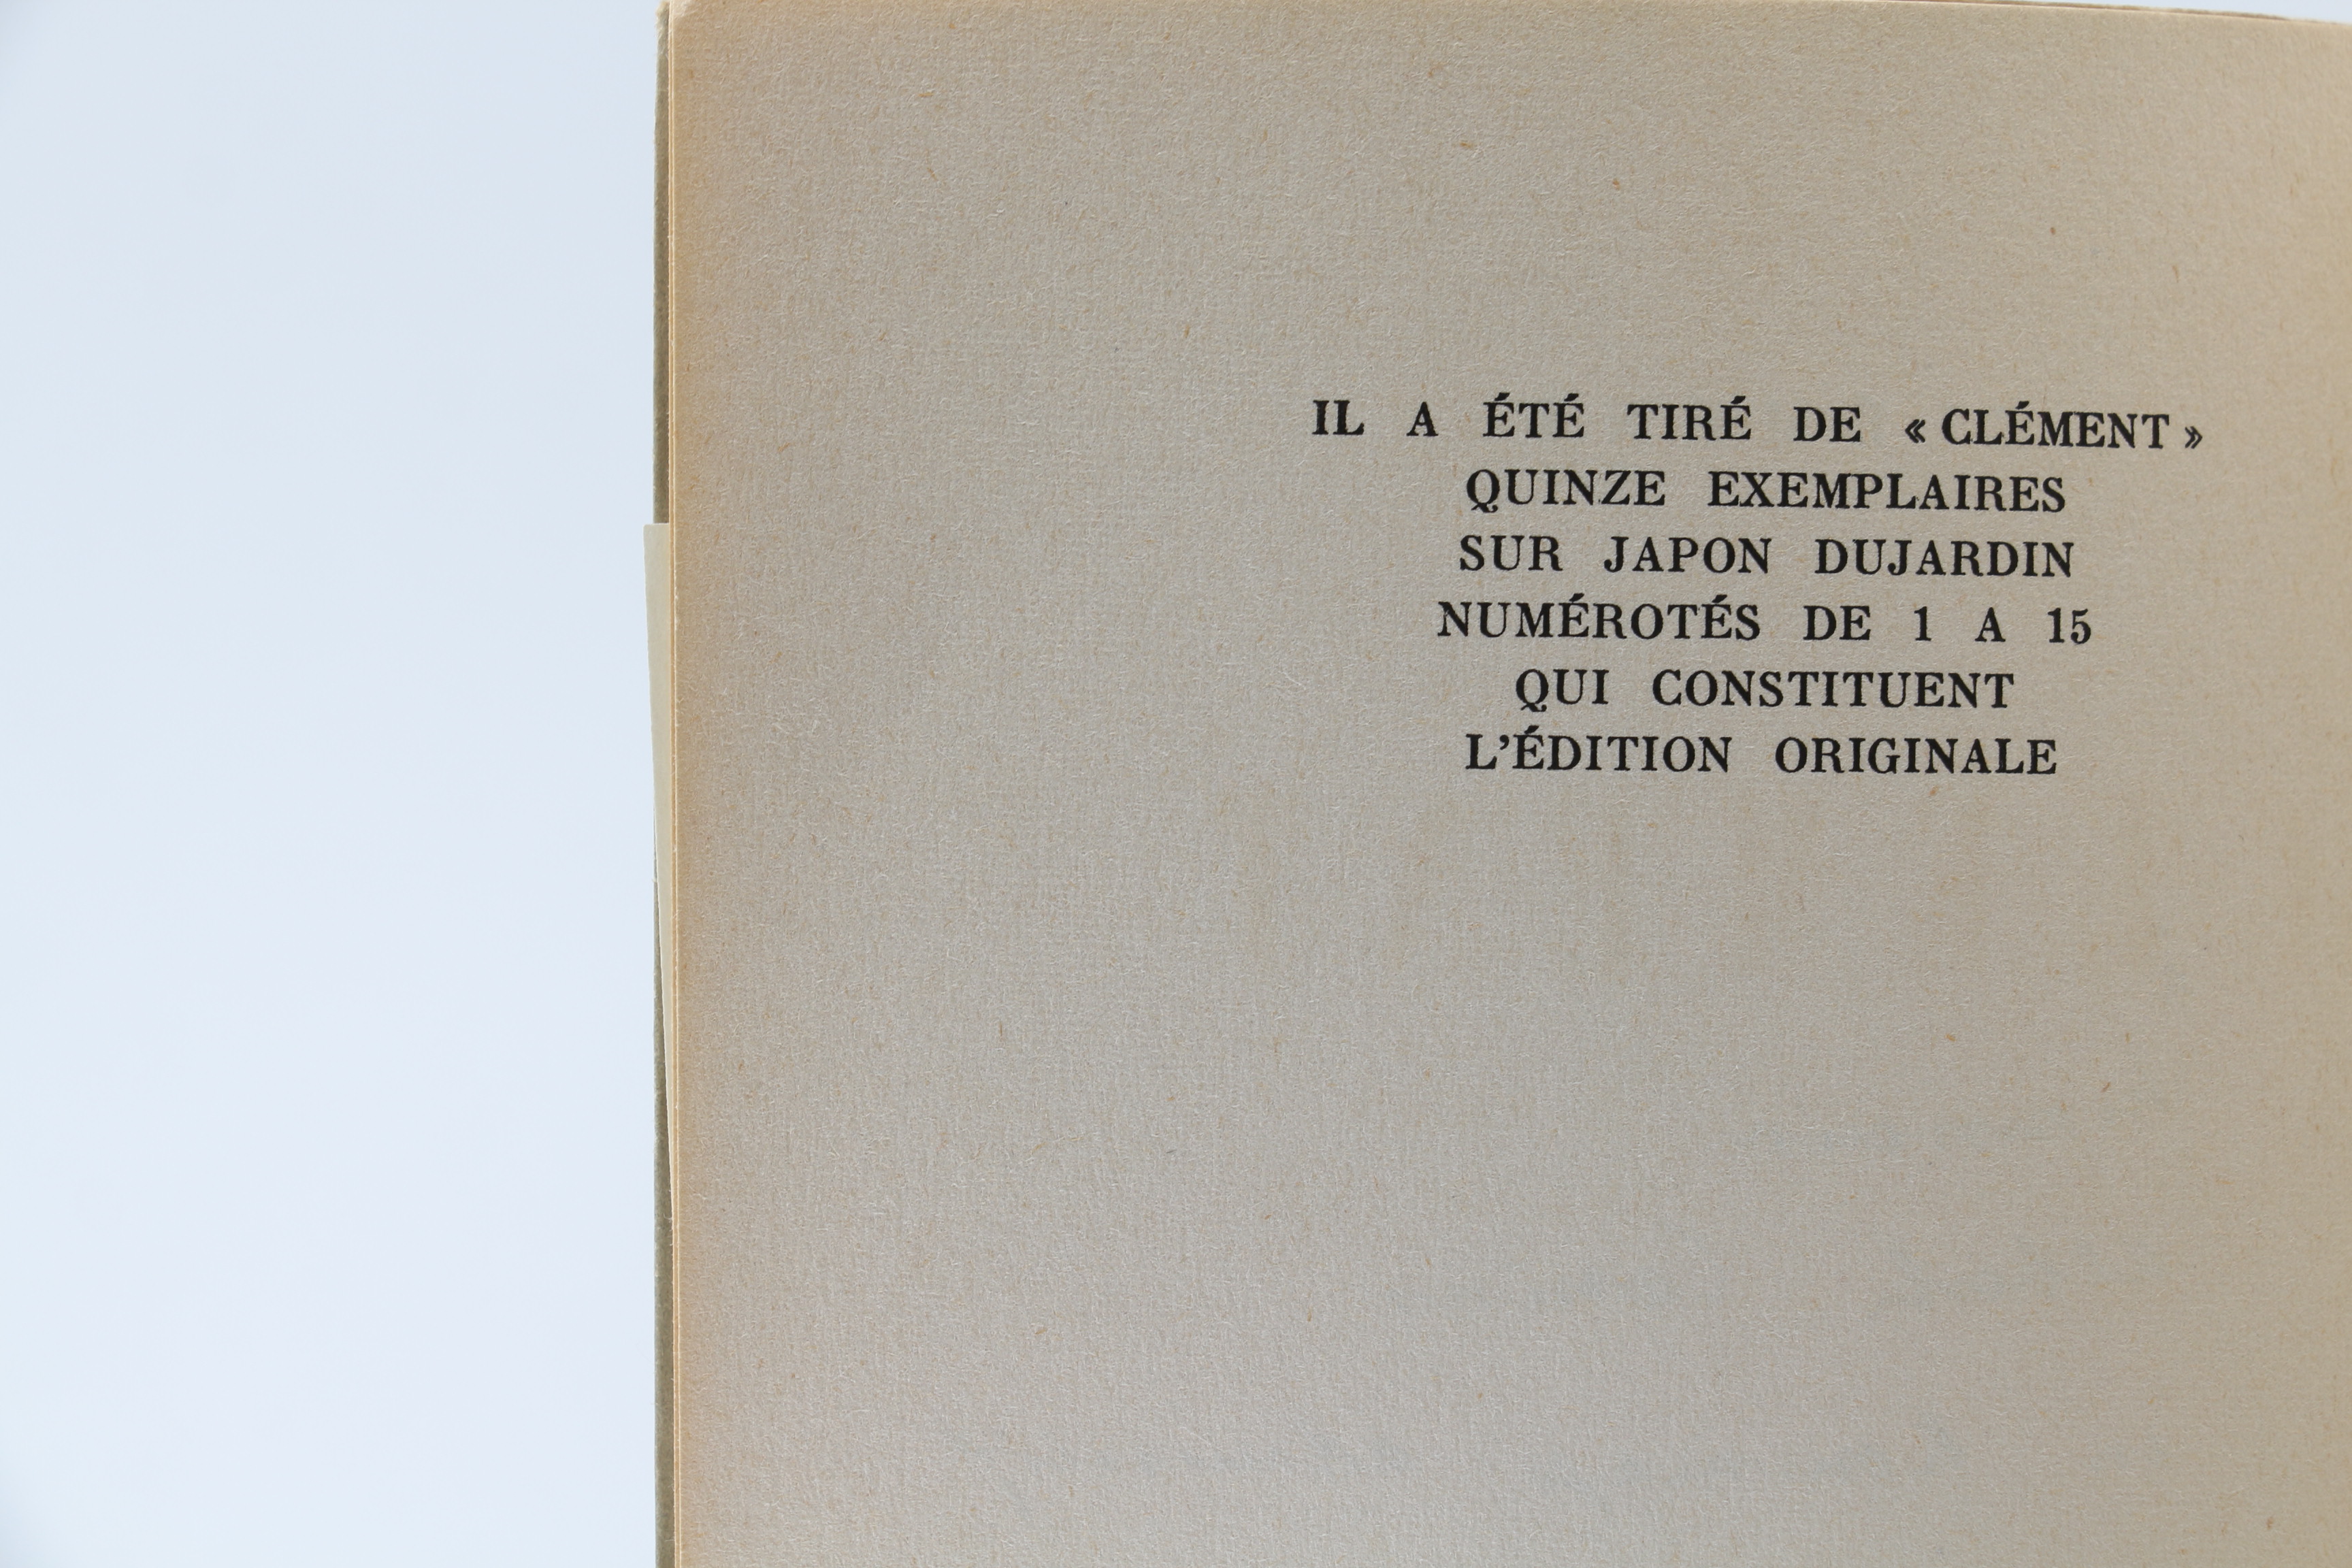 IL A ÉTÉ TIRÉ DE « CLÉMENT »
QUINZE EXEMPLAIRES
SUR JAPON DUJARDIN
NUMÉROTÉS DE 1 A 15
QUI CONSTITUENT
L’ÉDITION ORIGINALE